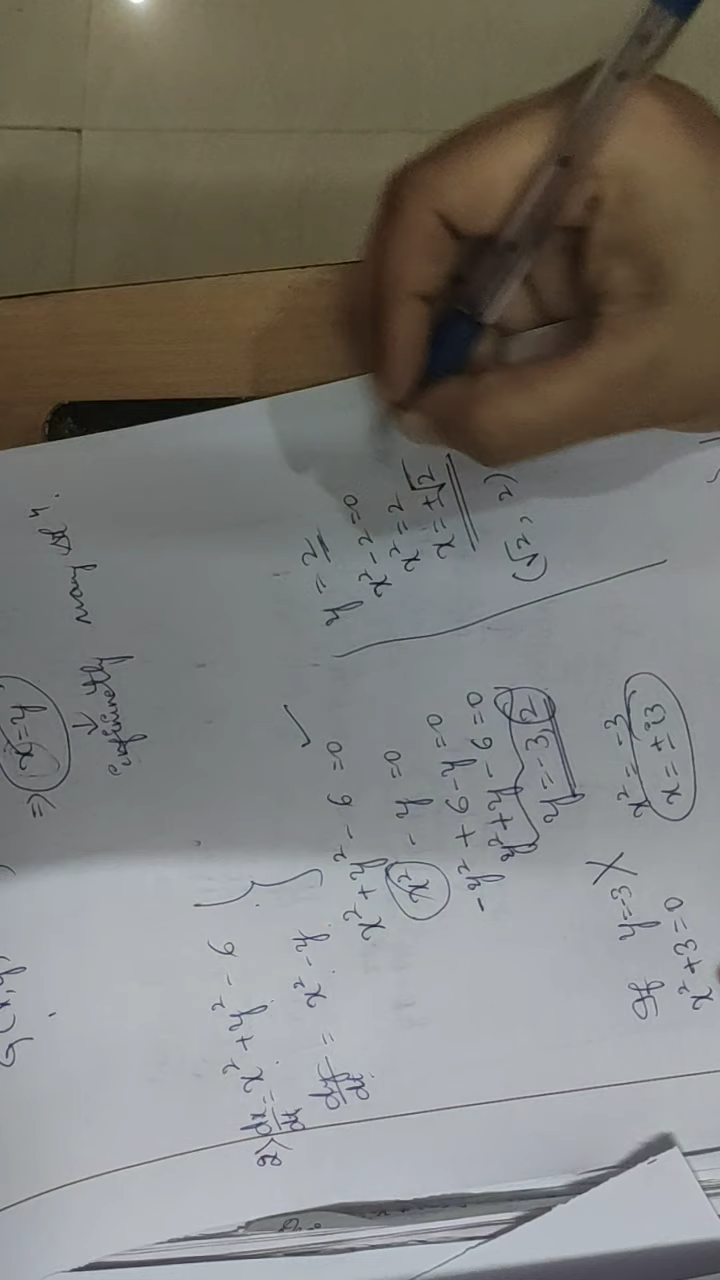 infinitely many solⁿ.
⇒ x=y
G(x,y)
2) dx/dt = x² + y² - 6
dy/dt = x² - y
x² + y² - 6 = 0
x² - y = 0
- y² + 6 - y = 0
y² + y - 6 = 0
y = -3, 2
If y=-3 X
x² + 3 = 0
x² = -3
x = ±√3
y = 2
x² - 2 = 0
x² = 2
x = ±√2
(√2, 2)